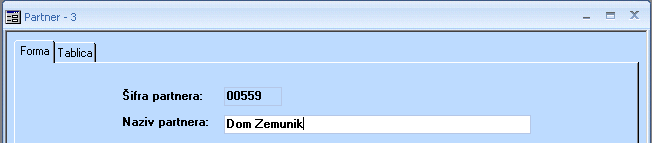 Partner - 3
Forma Tablica
Šifra partnera: 00559
Naziv partnera: Dom Zemunik